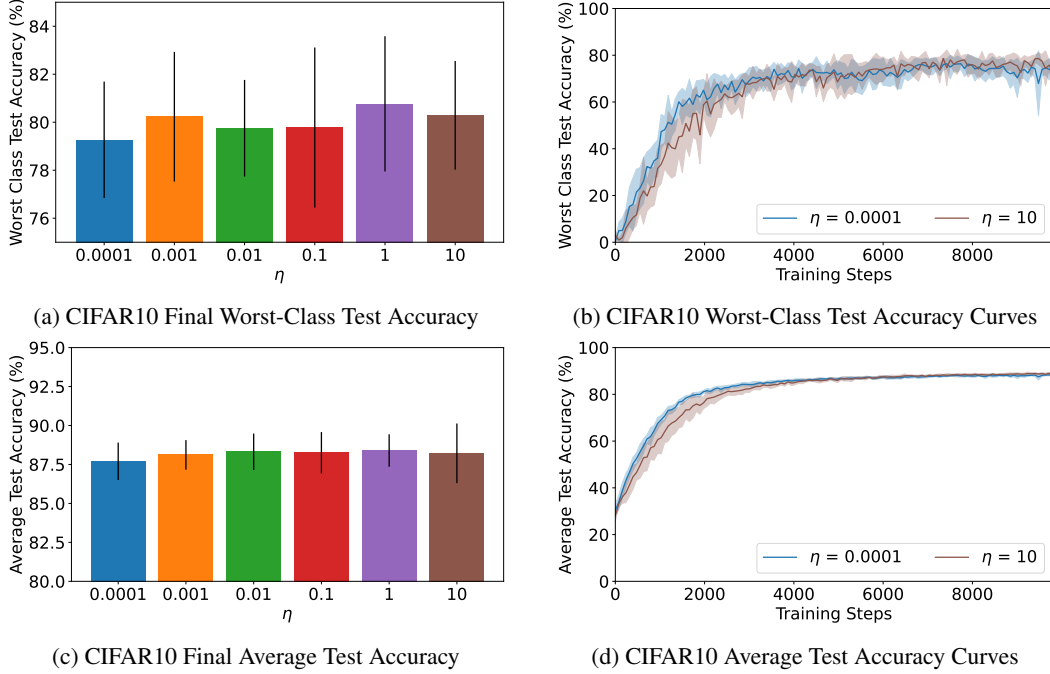 Worst Class Test Accuracy (%)
84
82
80
78
76
0.0001 0.001 0.01 0.1 1 10
η
(a) CIFAR10 Final Worst-Class Test Accuracy
Worst Class Test Accuracy (%)
100
80
60
40
20
0
η = 0.0001 η = 10
0 2000 4000 6000 8000
Training Steps
(b) CIFAR10 Worst-Class Test Accuracy Curves
Average Test Accuracy (%)
95.0
92.5
90.0
87.5
85.0
82.5
80.0
0.0001 0.001 0.01 0.1 1 10
η
(c) CIFAR10 Final Average Test Accuracy
Average Test Accuracy (%)
100
80
60
40
20
0
η = 0.0001 η = 10
0 2000 4000 6000 8000
Training Steps
(d) CIFAR10 Average Test Accuracy Curves